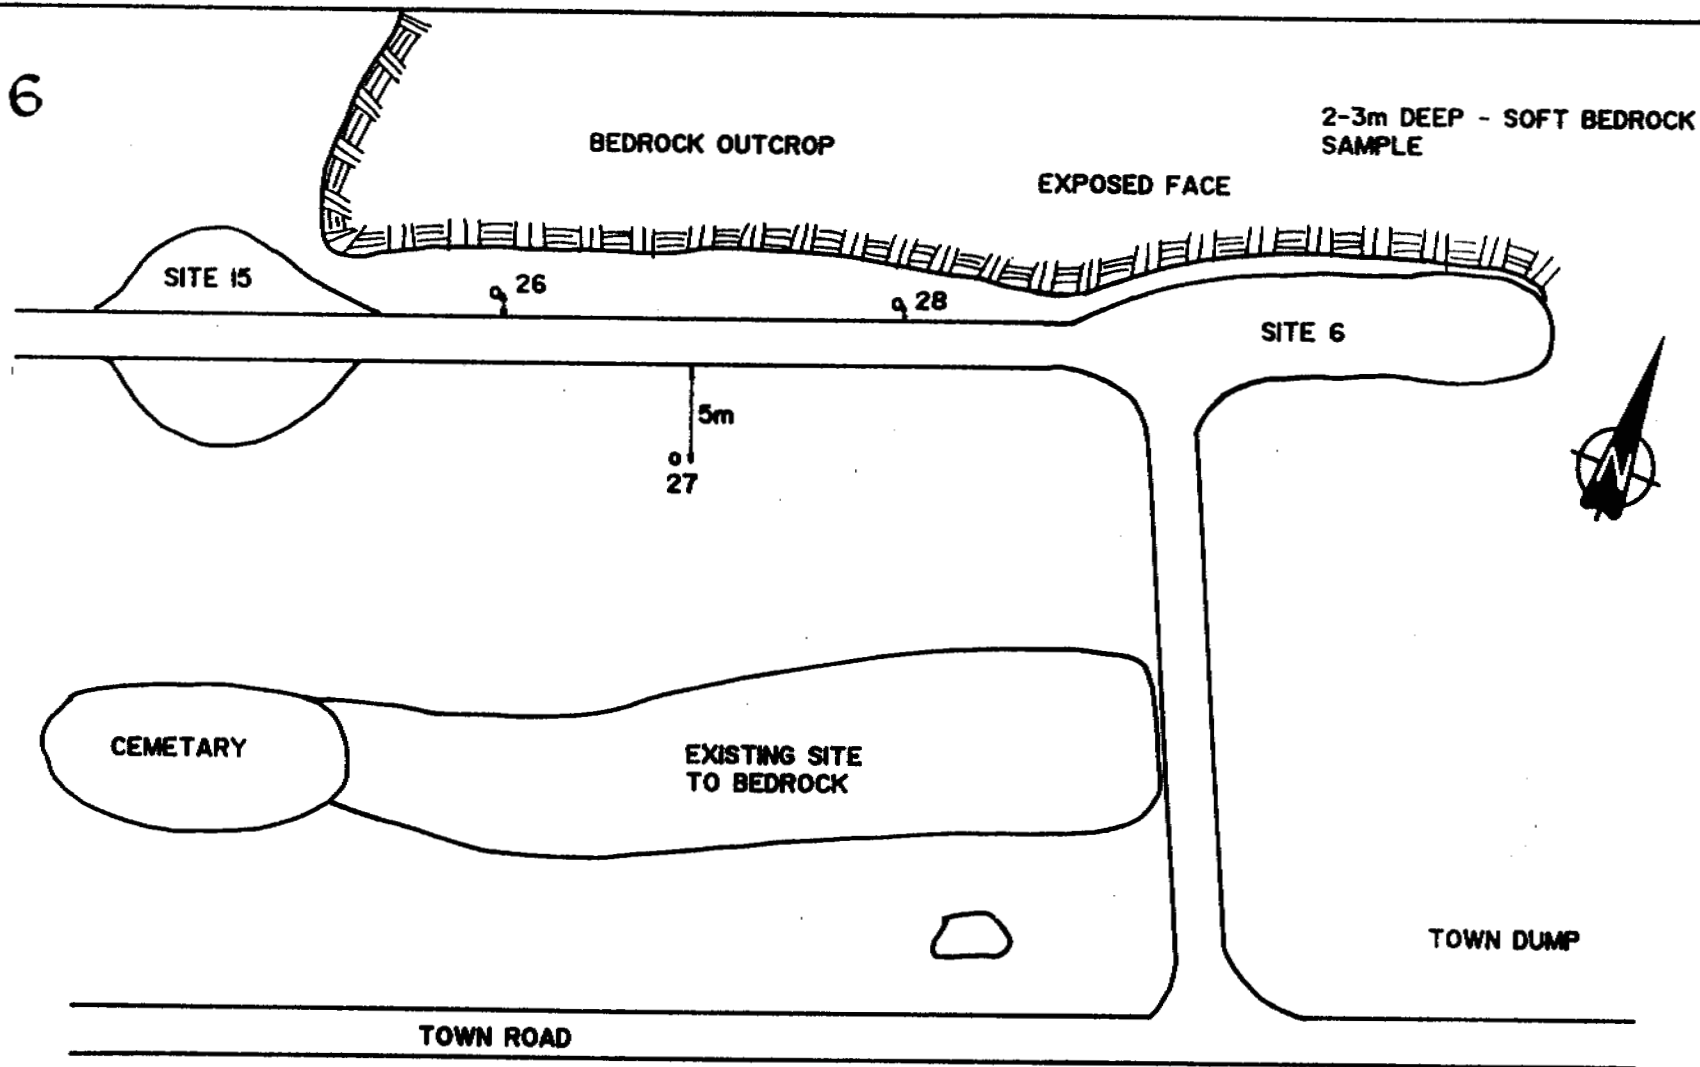 6
BEDROCK OUTCROP
2-3m DEEP - SOFT BEDROCK
SAMPLE
EXPOSED FACE
SITE 15
26
28
SITE 6
5m
27
N
CEMETARY
EXISTING SITE
TO BEDROCK
TOWN DUMP
TOWN ROAD